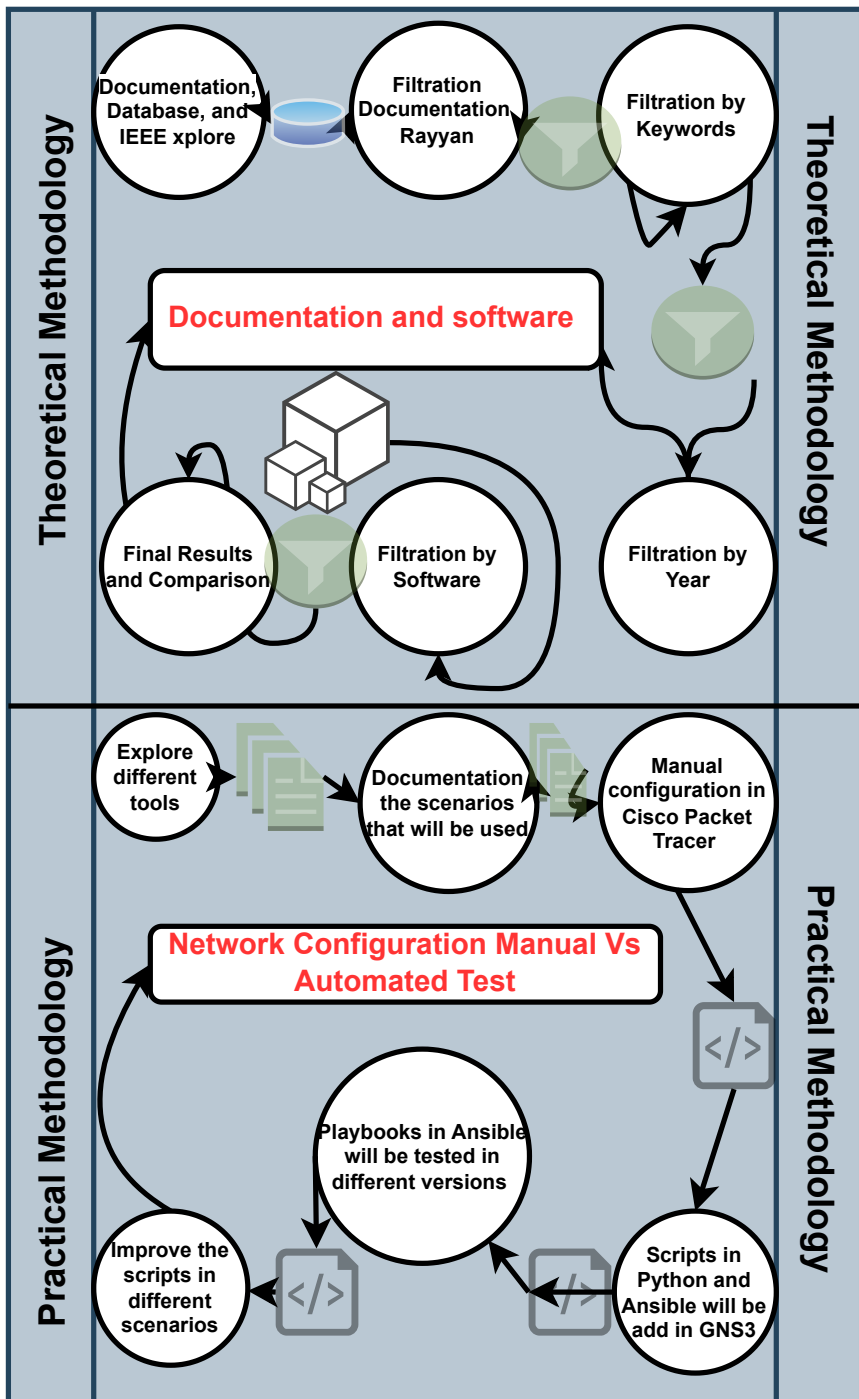 Theoretical Methodology
Documentation,
Database, and
IEEE xplore
Filtration
Documentation
Rayyan
Filtration by
Keywords
Theoretical Methodology
Documentation and software
Final Results
and Comparison
Filtration by
Software
Filtration by
Year
Practical Methodology
Explore
different
tools
Documentation
the scenarios
that will be used
Manual
configuration in
Cisco Packet
Tracer
Practical Methodology
Network Configuration Manual Vs
Automated Test
</>
Playbooks in Ansible
will be tested in
different versions
Improve the
scripts in
different
scenarios
</>
</>
Scripts in
Python and
Ansible will be
add in GNS3